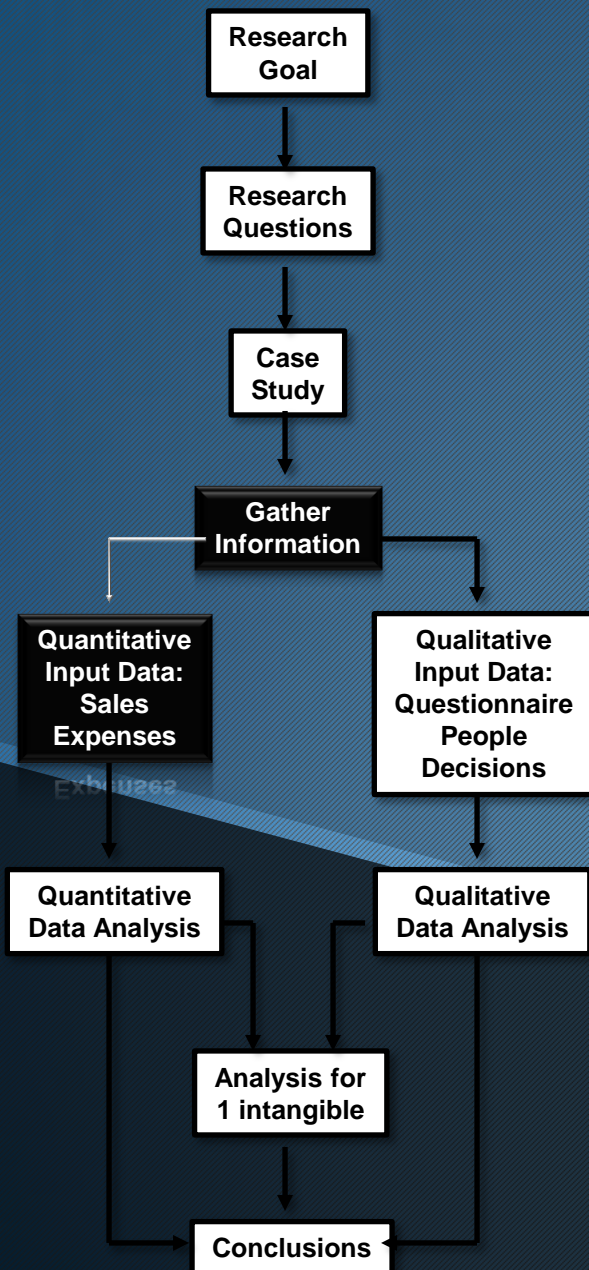 Research
Goal
Research
Questions
Case
Study
Gather
Information
Quantitative
Input Data:
Sales
Expenses
Qualitative
Input Data:
Questionnaire
People
Decisions
Quantitative
Data Analysis
Qualitative
Data Analysis
Analysis for
1 intangible
Conclusions